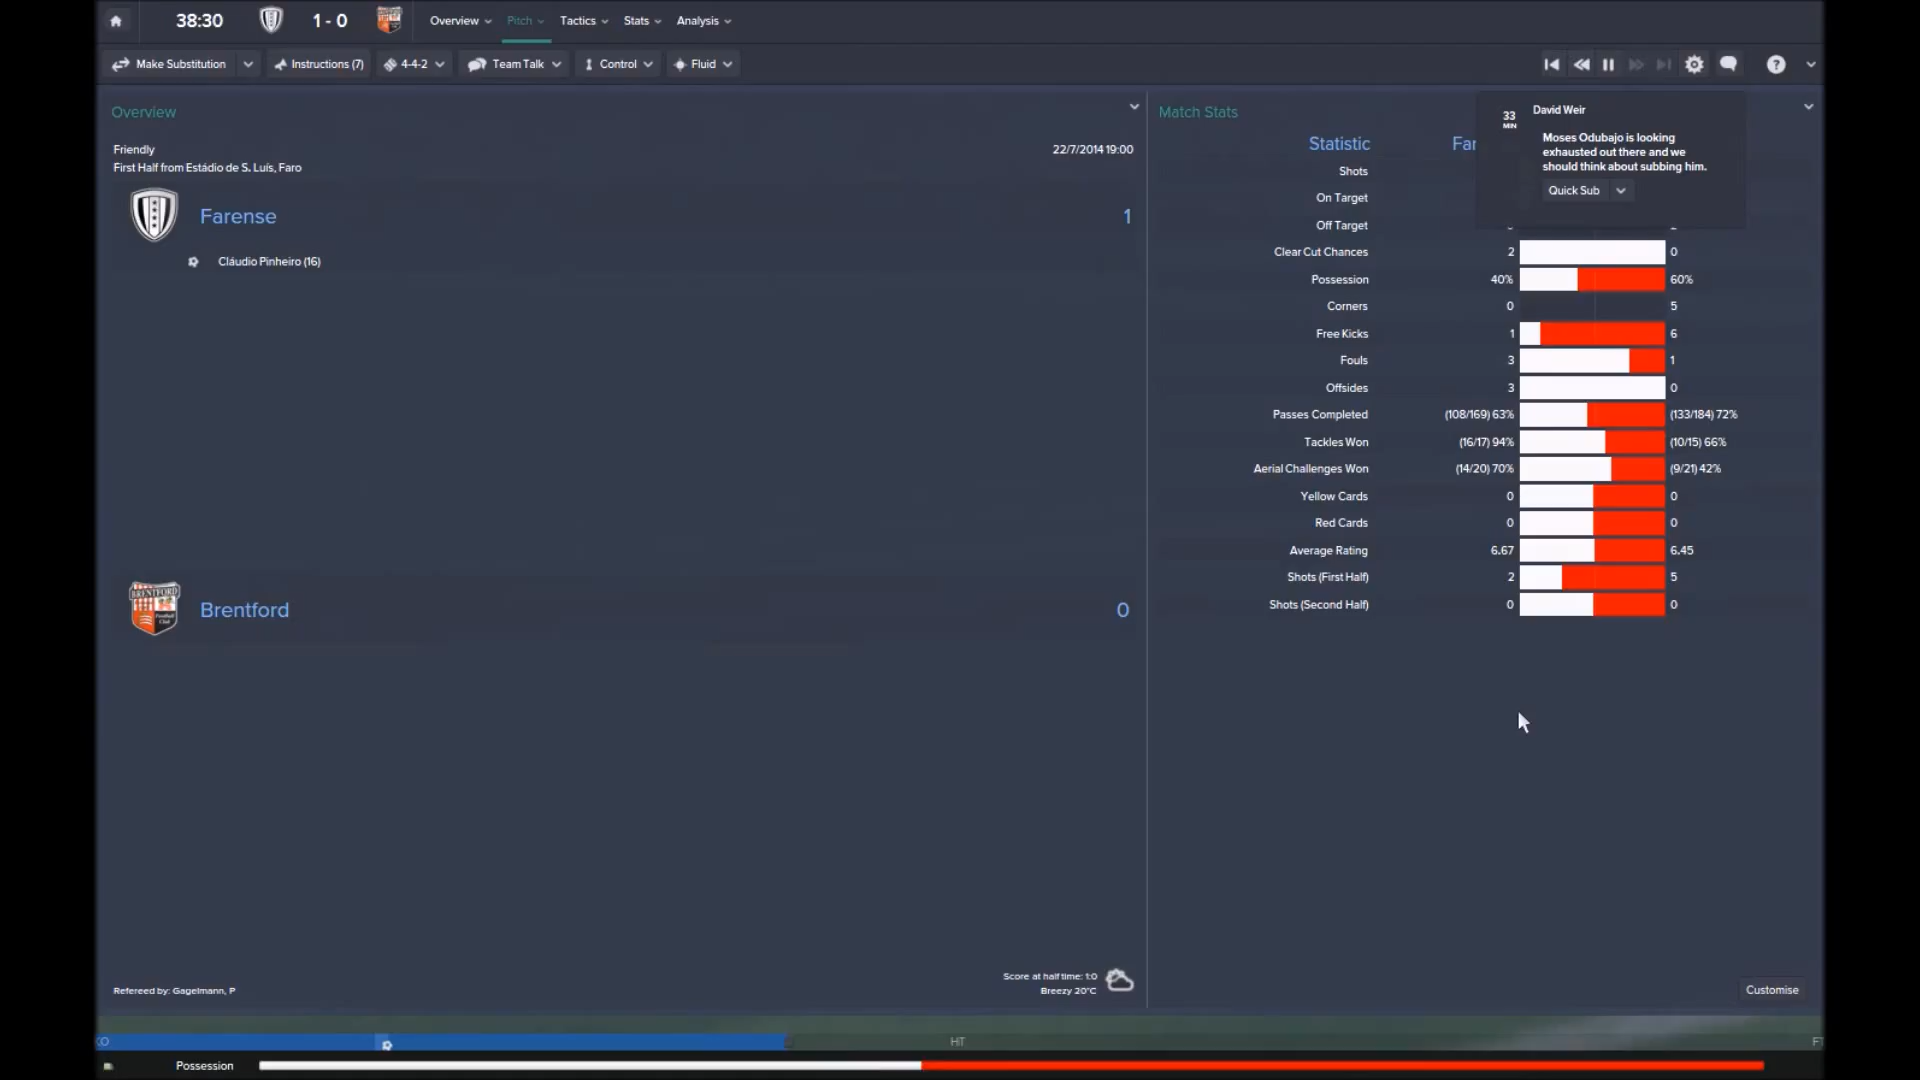 38:30 1 - 0 Overview Pitch Tactics Stats Analysis
Make Substitution Instructions (7) 4-4-2 Team Talk Control Fluid ?
Overview
Friendly 22/7/2014 19:00
First Half from Estádio de S. Luís, Faro
Farense 1
Cláudio Pinheiro (16)
BRENTFORD
Brentford 0
Refereed by: Gagelmann, P
Score at half time: 1:0
Breezy 20°C
Match Stats
33 MIN
David Weir
Moses Odubajo is looking
exhausted out there and we
should think about subbing him.
Quick Sub
Statistic Far
Shots
On Target
Off Target
Clear Cut Chances 2 0
Possession 40% 60%
Corners 0 5
Free Kicks 1 6
Fouls 3 1
Offsides 3 0
Passes Completed (108/169) 63% (133/184) 72%
Tackles Won (16/17) 94% (10/15) 66%
Aerial Challenges Won (14/20) 70% (9/21) 42%
Yellow Cards 0 0
Red Cards 0 0
Average Rating 6.67 6.45
Shots (First Half) 2 5
Shots (Second Half) 0 0
Customise
KO HT FT
Possession